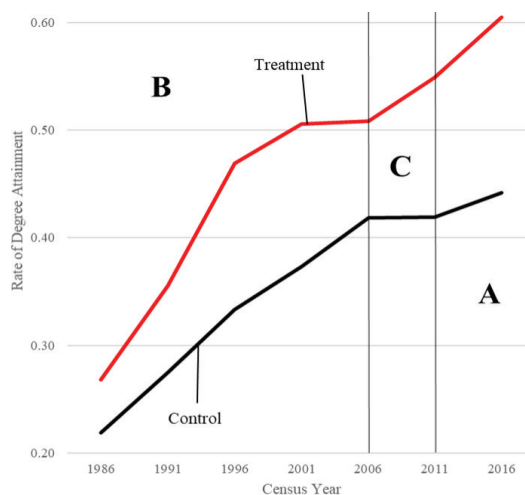 0.60
B
Treatment
0.50
C
0.40
A
0.30
Control
0.20
1986 1991 1996 2001 2006 2011 2016
Census Year
Rate of Degree Attainment